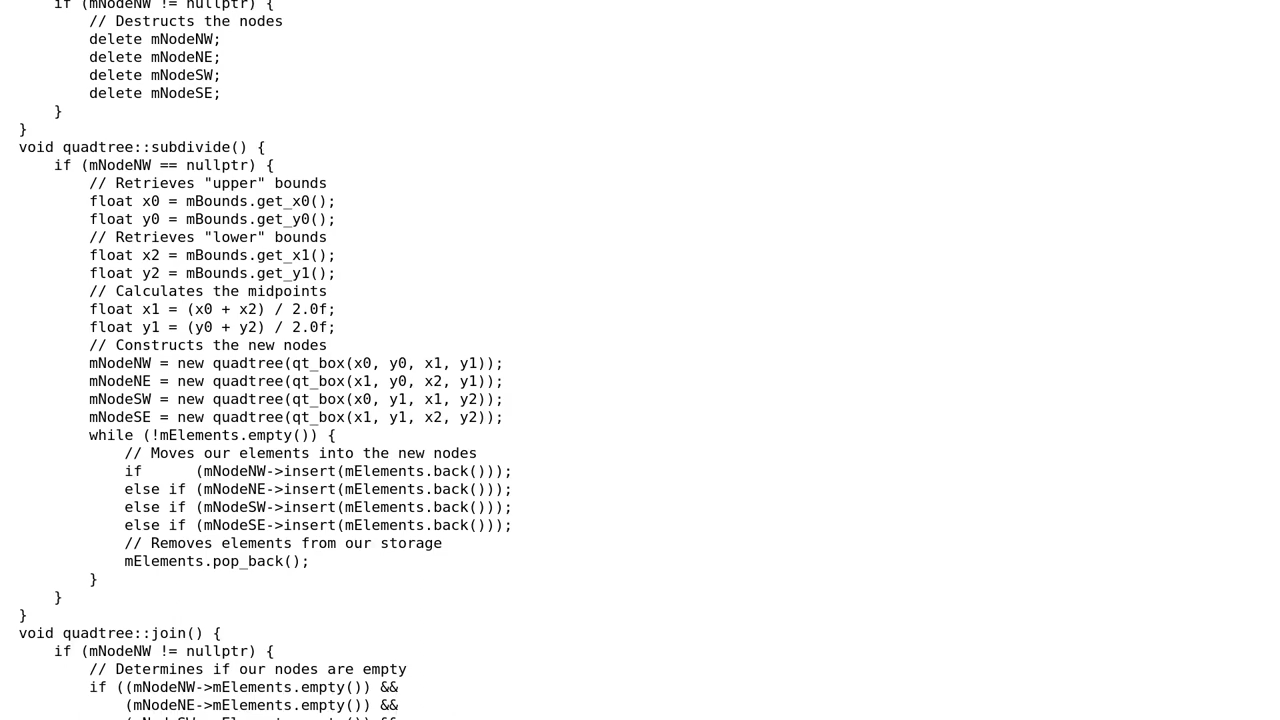 if (mNodeNW != nullptr) {
        // Destructs the nodes
        delete mNodeNW;
        delete mNodeNE;
        delete mNodeSW;
        delete mNodeSE;
    }
}
void quadtree::subdivide() {
    if (mNodeNW == nullptr) {
        // Retrieves "upper" bounds
        float x0 = mBounds.get_x0();
        float y0 = mBounds.get_y0();
        // Retrieves "lower" bounds
        float x2 = mBounds.get_x1();
        float y2 = mBounds.get_y1();
        // Calculates the midpoints
        float x1 = (x0 + x2) / 2.0f;
        float y1 = (y0 + y2) / 2.0f;
        // Constructs the new nodes
        mNodeNW = new quadtree(qt_box(x0, y0, x1, y1));
        mNodeNE = new quadtree(qt_box(x1, y0, x2, y1));
        mNodeSW = new quadtree(qt_box(x0, y1, x1, y2));
        mNodeSE = new quadtree(qt_box(x1, y1, x2, y2));
        while (!mElements.empty()) {
            // Moves our elements into the new nodes
            if      (mNodeNW->insert(mElements.back()));
            else if (mNodeNE->insert(mElements.back()));
            else if (mNodeSW->insert(mElements.back()));
            else if (mNodeSE->insert(mElements.back()));
            // Removes elements from our storage
            mElements.pop_back();
        }
    }
}
void quadtree::join() {
    if (mNodeNW != nullptr) {
        // Determines if our nodes are empty
        if ((mNodeNW->mElements.empty()) &&
            (mNodeNE->mElements.empty()) &&